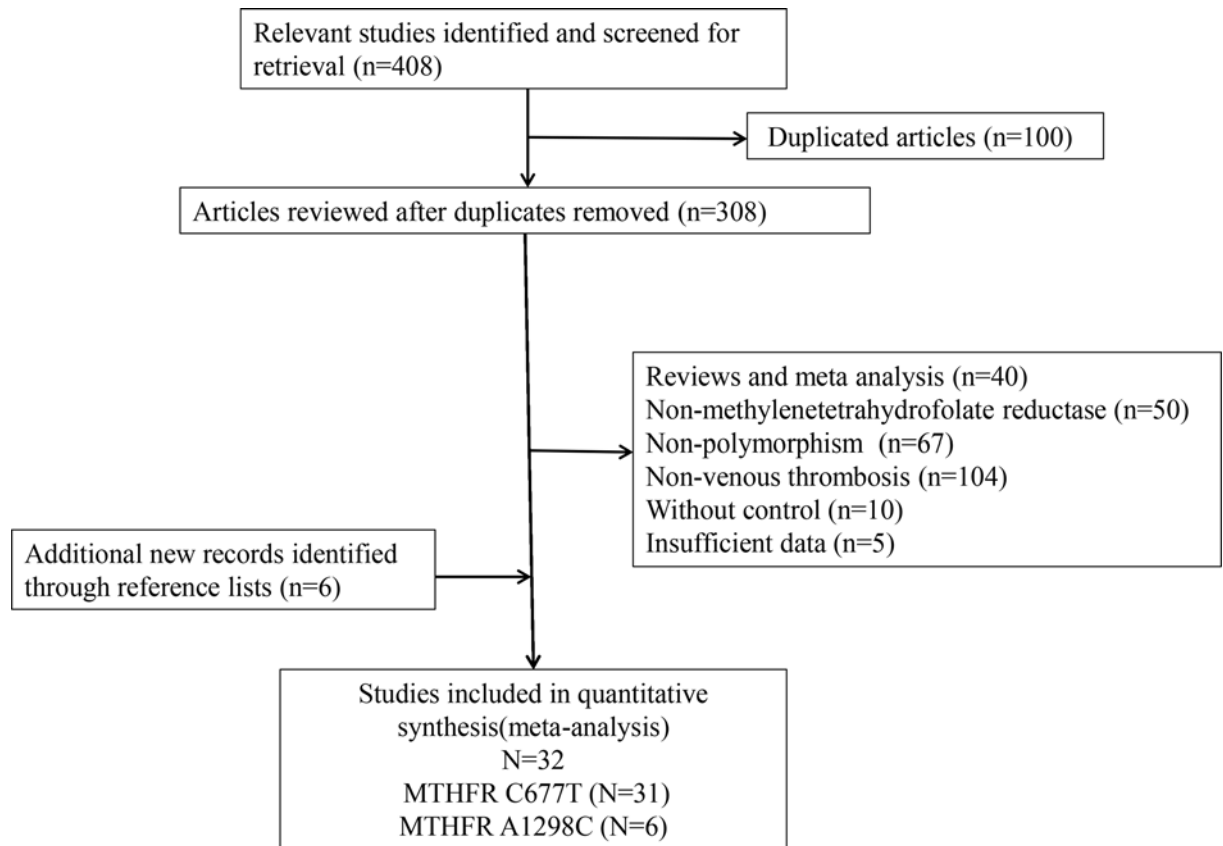 Relevant studies identified and screened for
retrieval (n=408)
Duplicated articles (n=100)
Articles reviewed after duplicates removed (n=308)
Reviews and meta analysis (n=40)
Non-methylenetetrahydrofolate reductase (n=50)
Non-polymorphism (n=67)
Non-venous thrombosis (n=104)
Without control (n=10)
Insufficient data (n=5)
Additional new records identified
through reference lists (n=6)
Studies included in quantitative
synthesis(meta-analysis)
N=32
MTHFR C677T (N=31)
MTHFR A1298C (N=6)